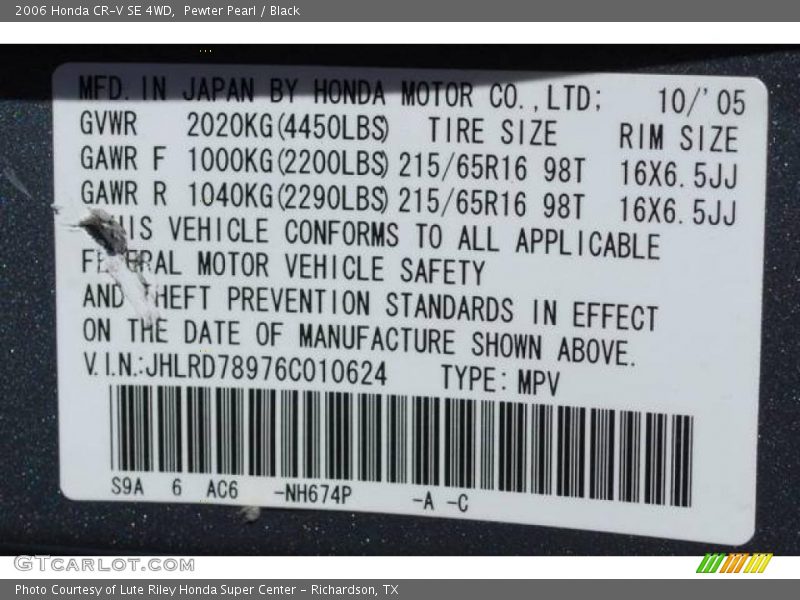 2006 Honda CR-V SE 4WD,  Pewter Pearl / Black
MFD. IN JAPAN BY HONDA MOTOR CO.,LTD; 10/'05
GVWR 2020KG(4450LBS) TIRE SIZE RIM SIZE
GAWR F 1000KG(2200LBS) 215/65R16 98T 16X6.5JJ
GAWR R 1040KG(2290LBS) 215/65R16 98T 16X6.5JJ
THIS VEHICLE CONFORMS TO ALL APPLICABLE
FEDERAL MOTOR VEHICLE SAFETY
AND THEFT PREVENTION STANDARDS IN EFFECT
ON THE DATE OF MANUFACTURE SHOWN ABOVE.
V.I.N.:JHLRD78976C010624 TYPE: MPV
S9A 6 AC6 -NH674P -A -C
GTCARLOT.COM
Photo Courtesy of Lute Riley Honda Super Center - Richardson, TX